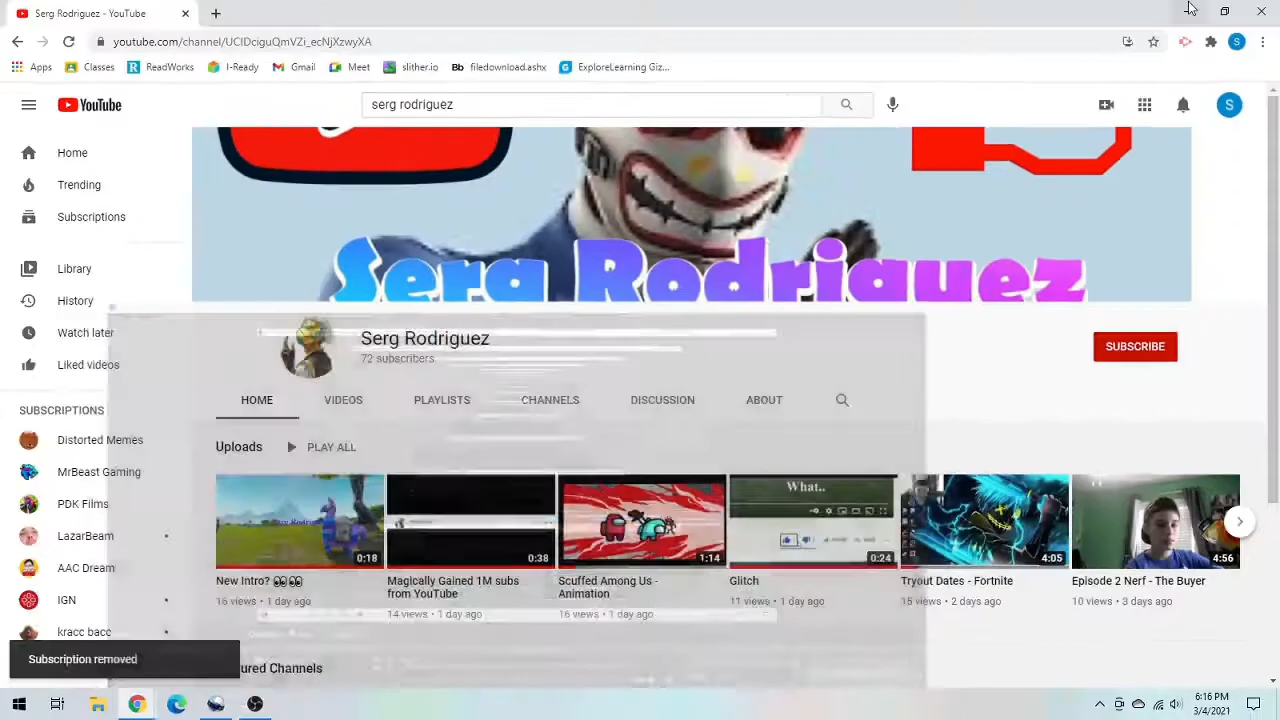 Serg Rodriguez - YouTube
youtube.com/channel/UCIDciguQmVZi_ecNjXzwyXA
Apps Classes ReadWorks I-Ready Gmail Meet slither.io Bb filedownload.ashx ExploreLearning Giz...
YouTube
serg rodriguez
S
S
Home
Trending
Subscriptions
Library
History
Watch later
Liked videos
SUBSCRIPTIONS
Distorted Memes
MrBeast Gaming
PDK Films
LazarBeam
AAC Dream
IGN
kracc bacc
Subscription removed
Serg Rodriguez
Serg Rodriguez
72 subscribers
SUBSCRIBE
HOME VIDEOS PLAYLISTS CHANNELS DISCUSSION ABOUT
Uploads PLAY ALL
What..
0:18 0:38 1:14 0:24 4:05 4:56
New Intro? 👀👀
16 views • 1 day ago
Magically Gained 1M subs
from YouTube
14 views • 1 day ago
Scuffed Among Us -
Animation
16 views • 1 day ago
Glitch
11 views • 1 day ago
Tryout Dates - Fortnite
15 views • 2 days ago
Episode 2 Nerf - The Buyer
10 views • 3 days ago
ured Channels
6:16 PM
3/4/2021